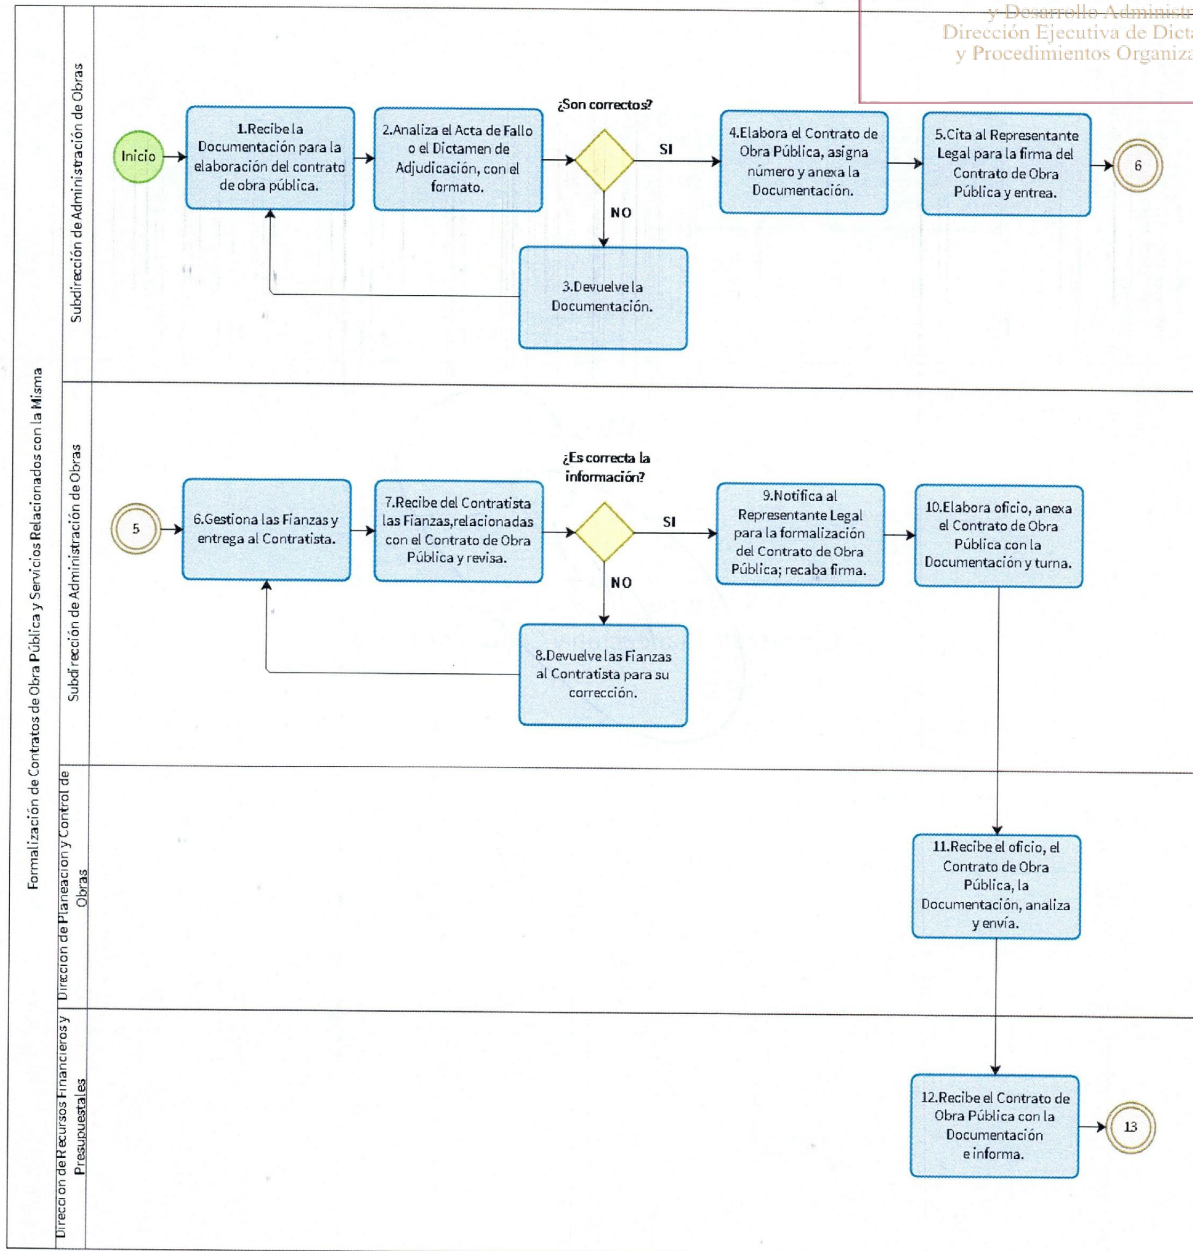 y Desarrollo Administ
Dirección Ejecutiva de Dict
y Procedimientos Organiz
Formalización de Contratos de Obra Pública y Servicios Relacionados con la Misma
Subdirección de Administración de Obras
Inicio
1.Recibe la
Documentación para la
elaboración del contrato
de obra pública.
2.Analiza el Acta de Fallo
o el Dictamen de
Adjudicación, con el
formato.
¿Son correctos?
SI
NO
3.Devuelve la
Documentación.
4.Elabora el Contrato de
Obra Pública, asigna
número y anexa la
Documentación.
5.Cita al Representante
Legal para la firma del
Contrato de Obra
Pública y entrea.
6
Subdirección de Administración de Obras
5
6.Gestiona las Fianzas y
entrega al Contratista.
7.Recibe del Contratista
las Fianzas,relacionadas
con el Contrato de Obra
Pública y revisa.
¿Es correcta la
información?
SI
NO
8.Devuelve las Fianzas
al Contratista para su
corrección.
9.Notifica al
Representante Legal
para la formalización
del Contrato de Obra
Pública; recaba firma.
10.Elabora oficio, anexa
el Contrato de Obra
Pública con la
Documentación y turna.
Dirección de Planeacion y Control de
Obras
11.Recibe el oficio, el
Contrato de Obra
Pública, la
Documentación, analiza
y envía.
Direccion de Recursos Financieros y
Presupuestales
12.Recibe el Contrato de
Obra Pública con la
Documentación
e informa.
13